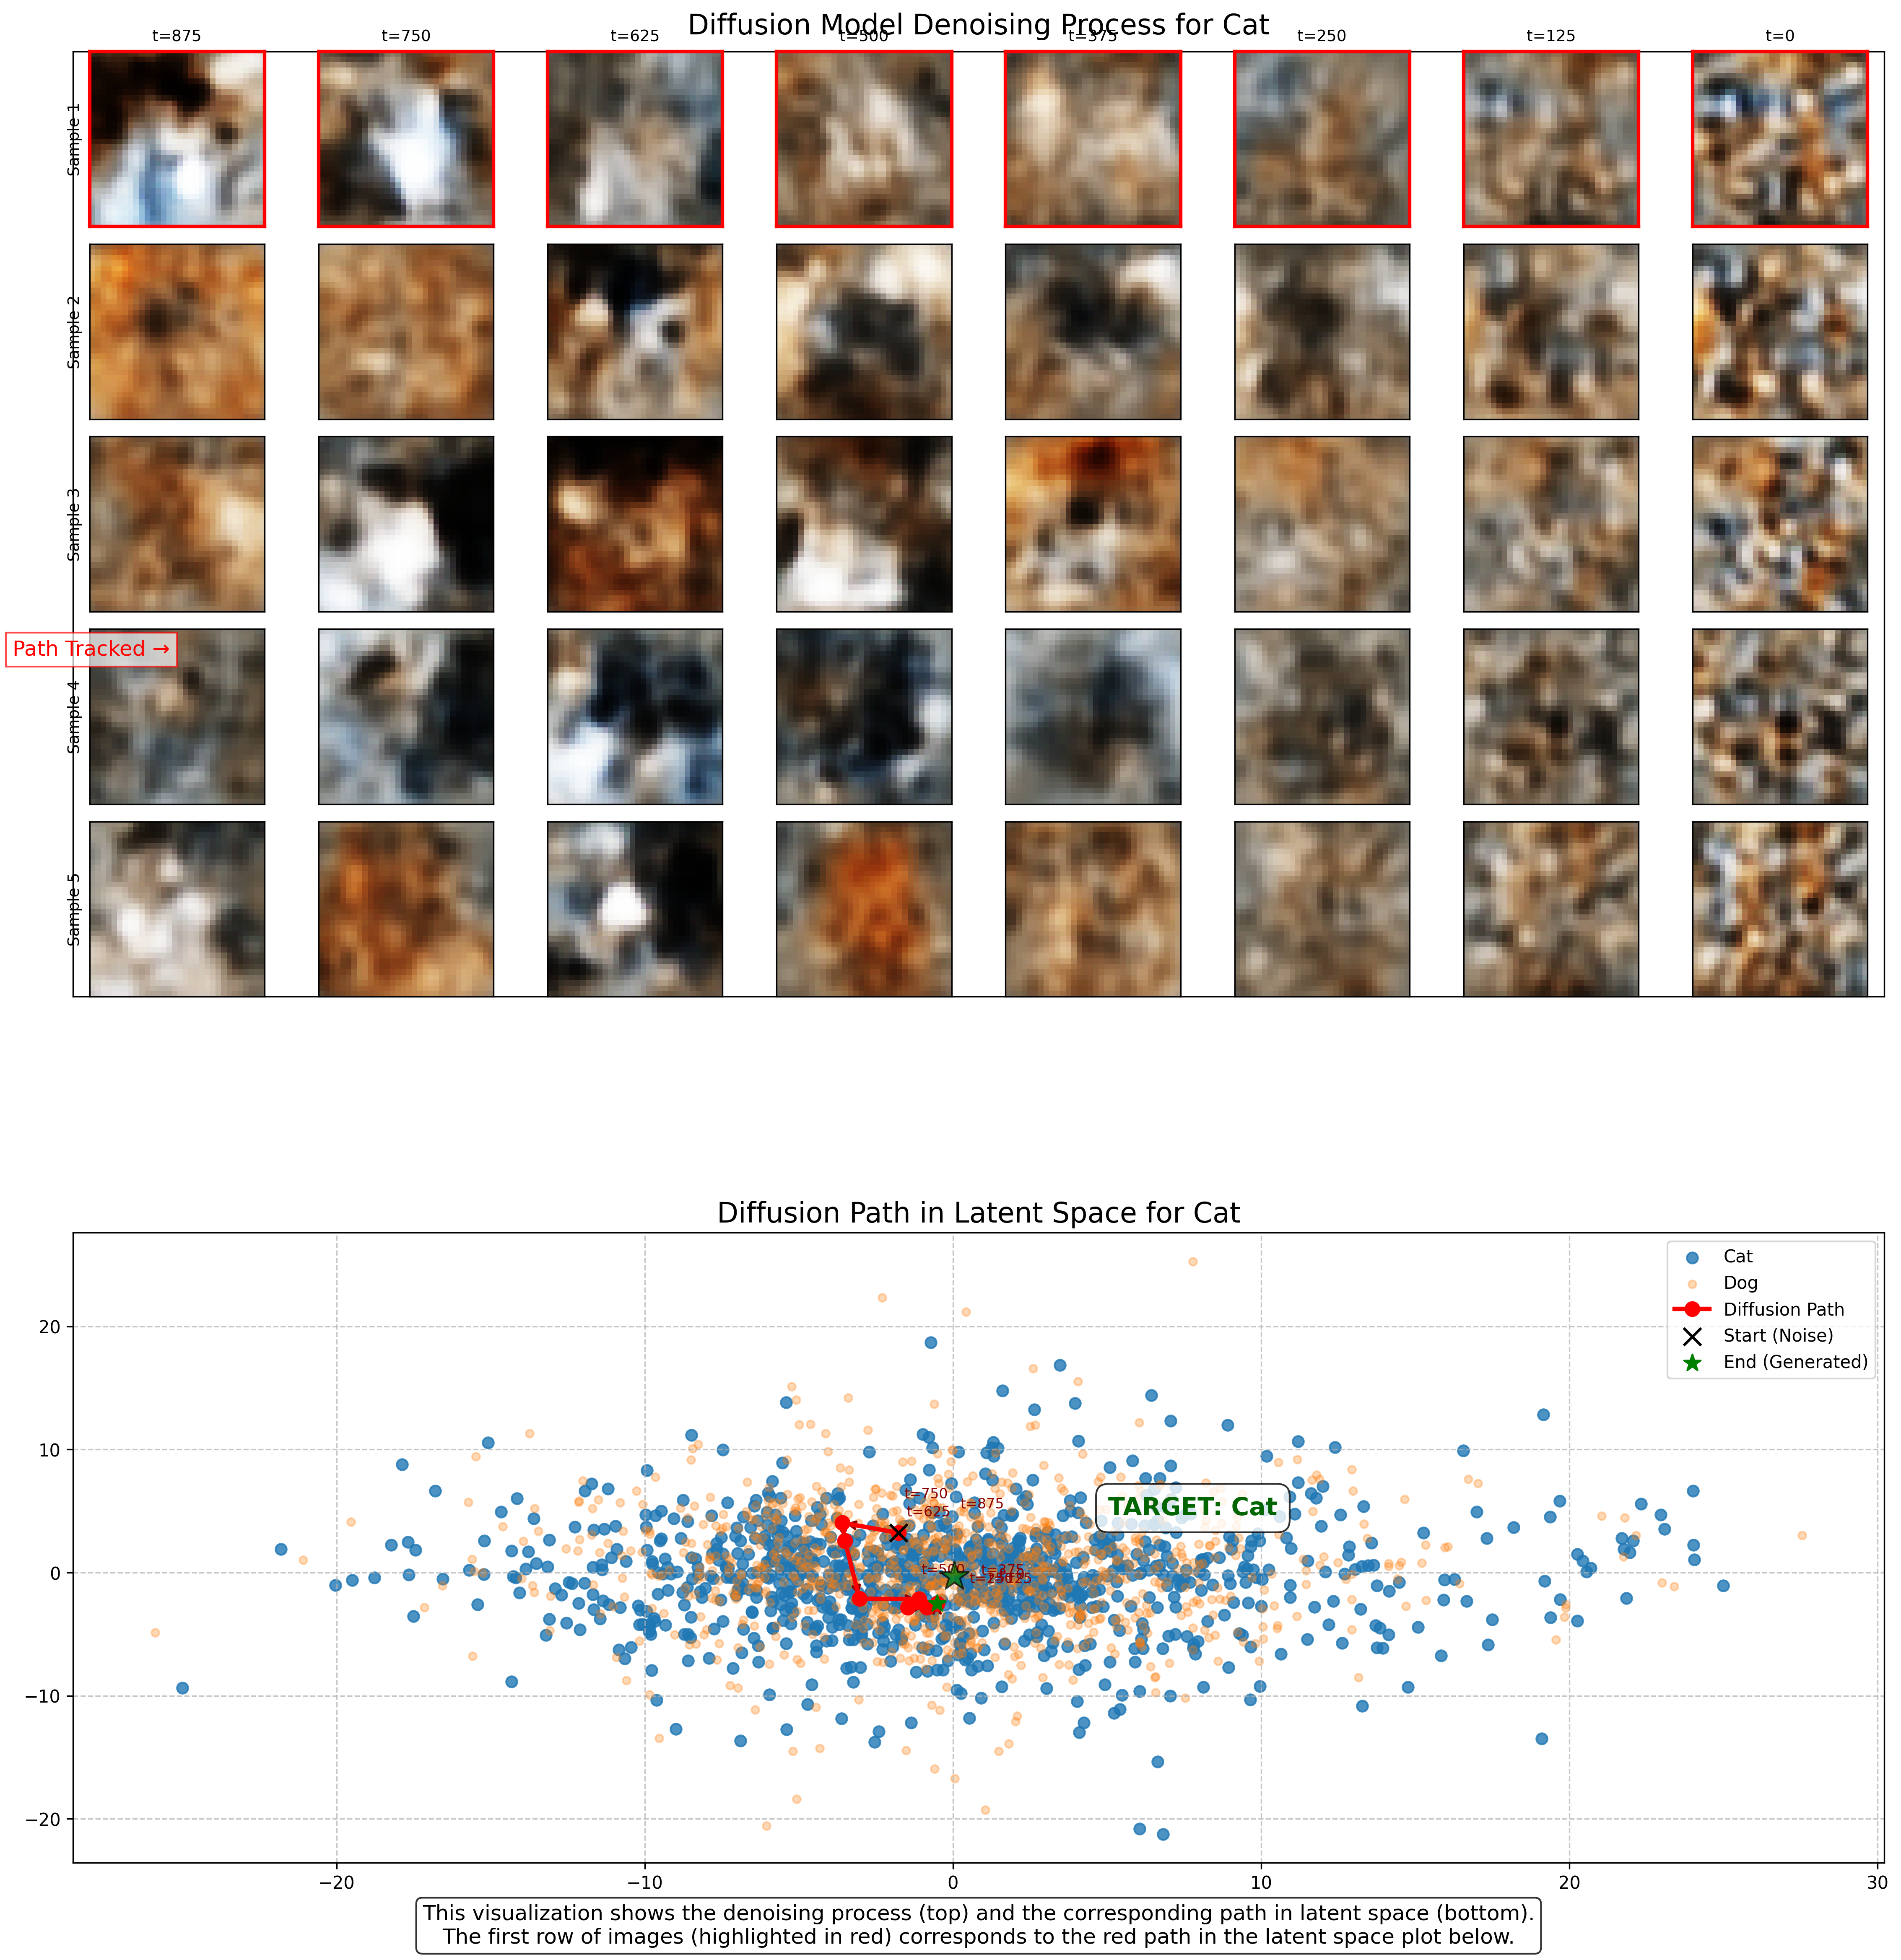 Diffusion Model Denoising Process for Cat
t=875
t=750
t=625
t=500
t=375
t=250
t=125
t=0
Sample 1
Sample 2
Sample 3
Path Tracked →
Sample 4
Sample 5
Diffusion Path in Latent Space for Cat
Cat
Dog
Diffusion Path
Start (Noise)
End (Generated)
20
10
0
−10
−20
t=750
t=875
t=625
TARGET: Cat
t=500
t=375
−20
−10
0
10
20
30
This visualization shows the denoising process (top) and the corresponding path in latent space (bottom).
The first row of images (highlighted in red) corresponds to the red path in the latent space plot below.